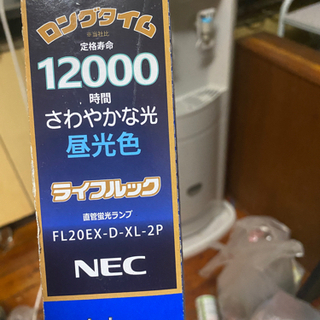 ロングタイム
※当社比
定格寿命
12000
時間
さわやかな光
昼光色
ライフルック
直管蛍光ランプ
FL20EX-D-XL-2P
NEC